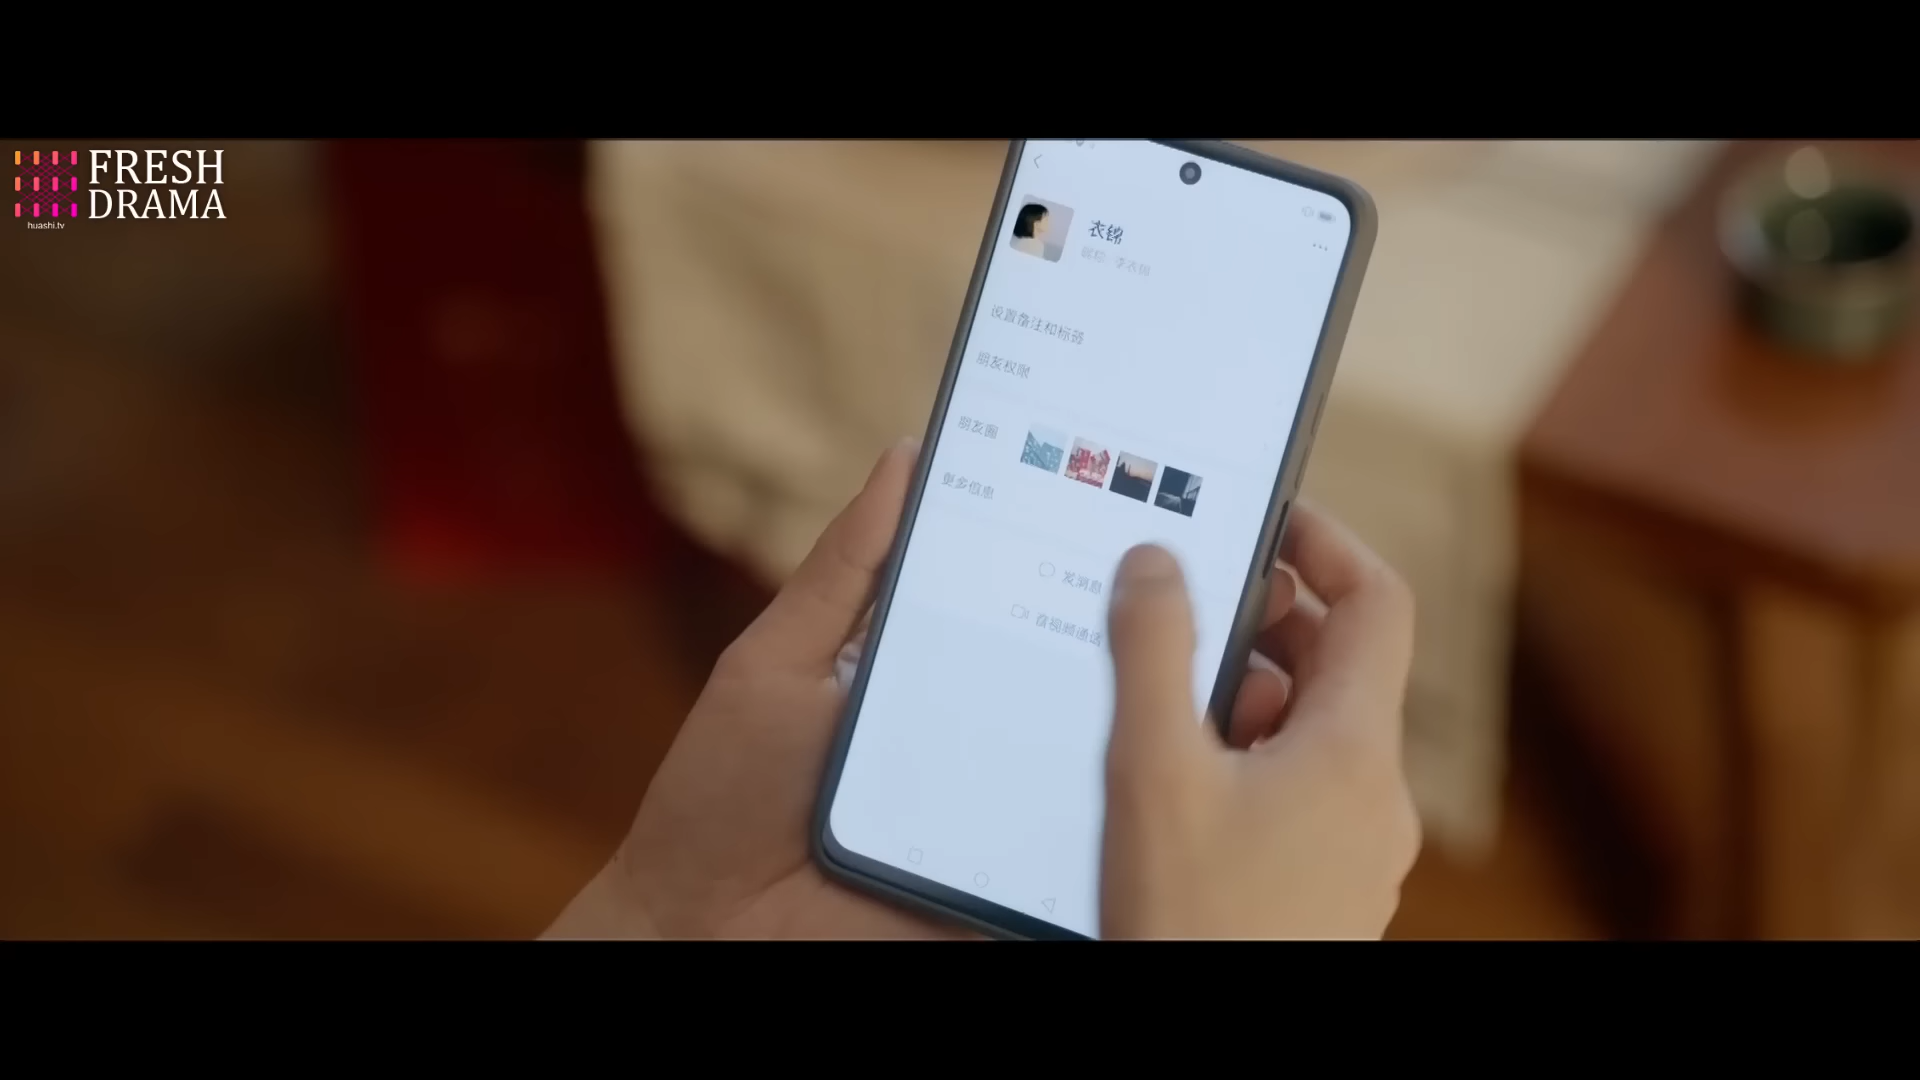 FRESH
DRAMA
huashi.tv
衣铭
设置备注和标签
朋友权限
朋友圈
更多信息
发消息
音视频通话